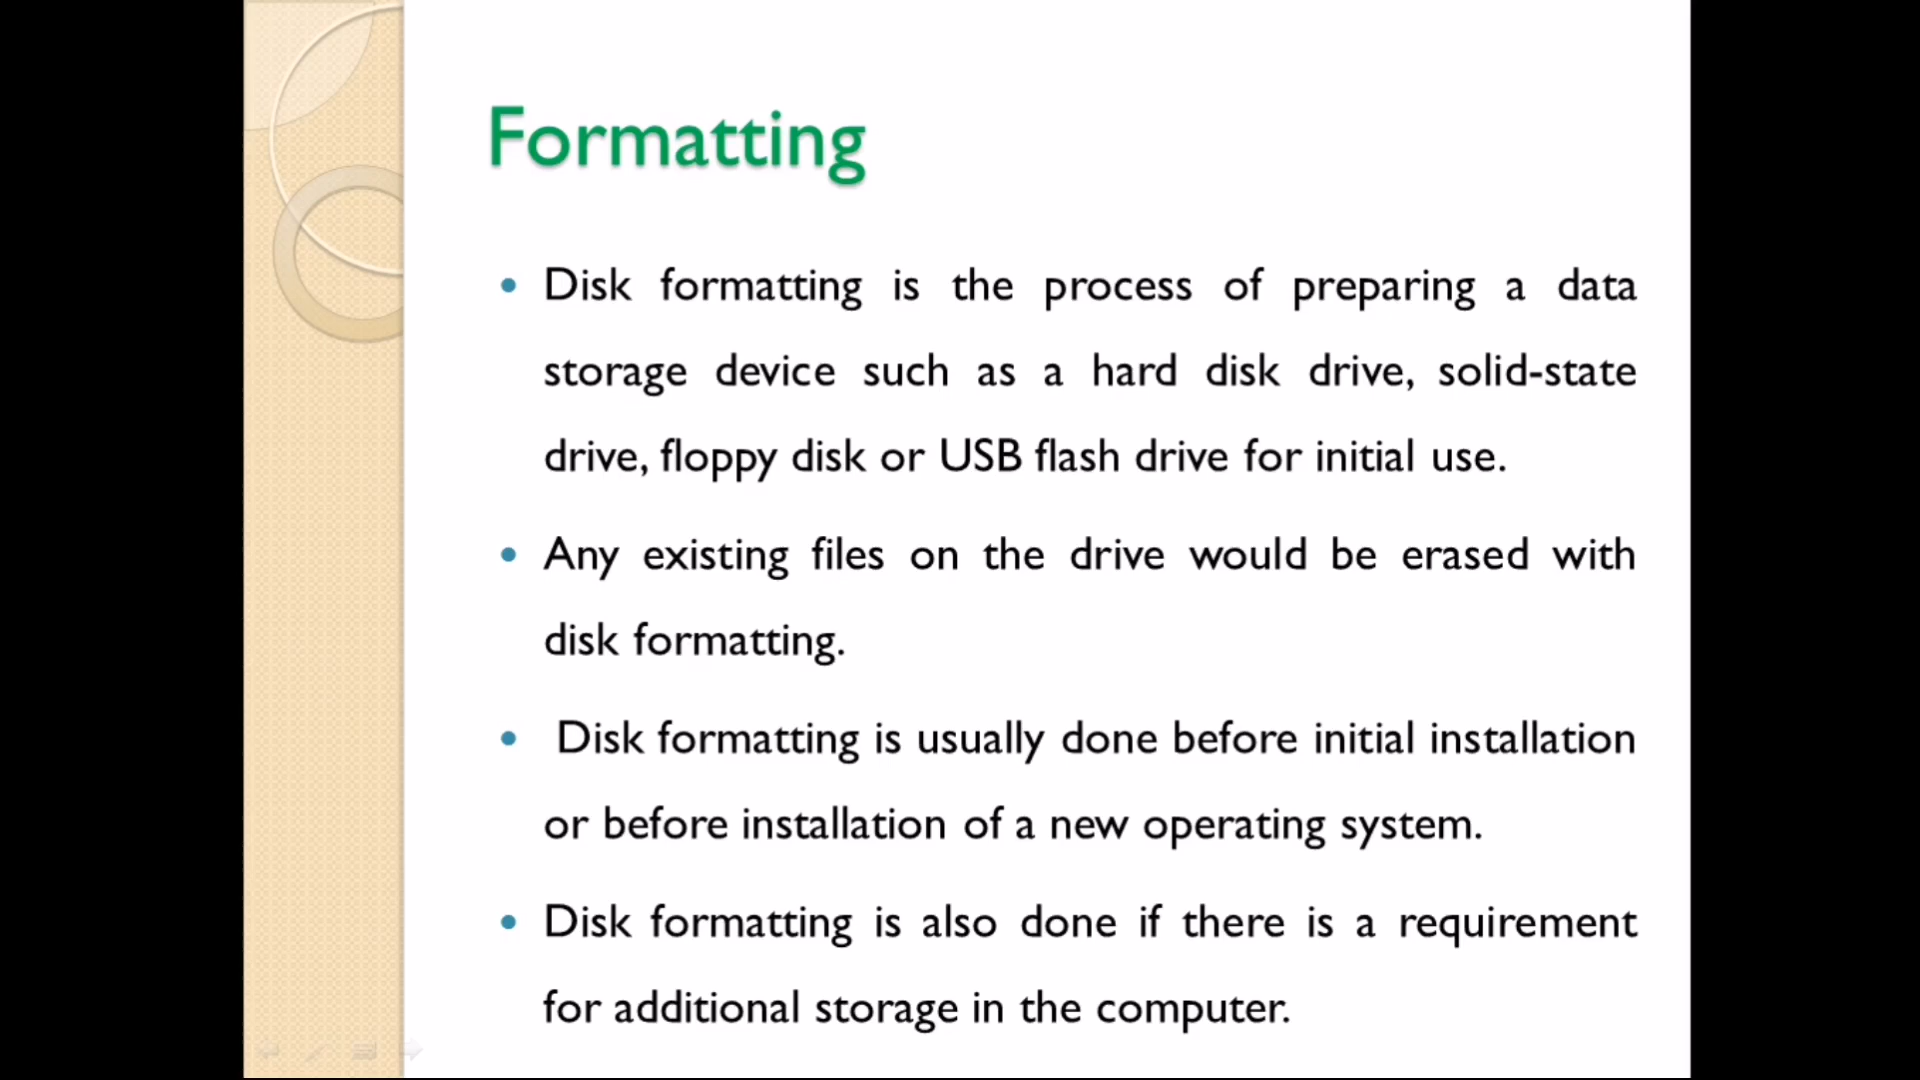 Formatting
• Disk formatting is the process of preparing a data
storage device such as a hard disk drive, solid-state
drive, floppy disk or USB flash drive for initial use.
• Any existing files on the drive would be erased with
disk formatting.
• Disk formatting is usually done before initial installation
or before installation of a new operating system.
• Disk formatting is also done if there is a requirement
for additional storage in the computer.